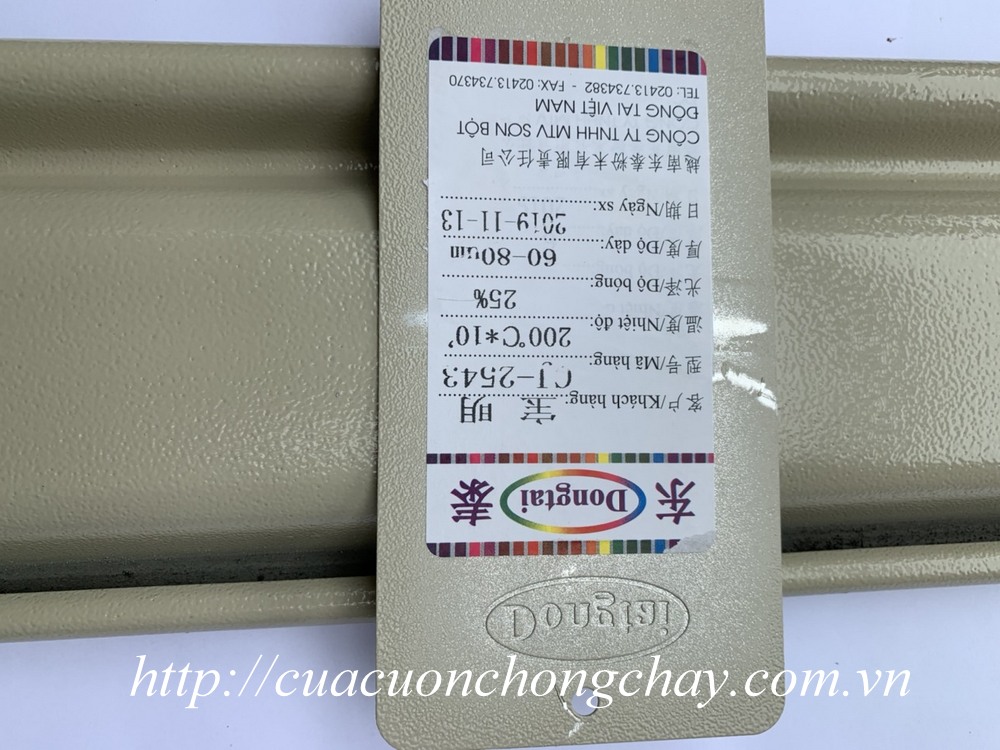 Dongtai
东 Dongtai 泰
客户/Khách hàng: 宝 明
型号/Mã hàng: CJ-2543
温度/Nhiệt độ: 200℃*10'
光泽/Độ bóng: 25%
厚度/Độ dày: 60-80um
日期/Ngày sx: 2019-11-13
越南东泰粉末有限责任公司
CÔNG TY TNHH MTV SƠN BỘT
ĐÔNG TAI VIỆT NAM
TEL: 02413.734382 - FAX: 02413.734370
http://cuacuonchongchay.com.vn